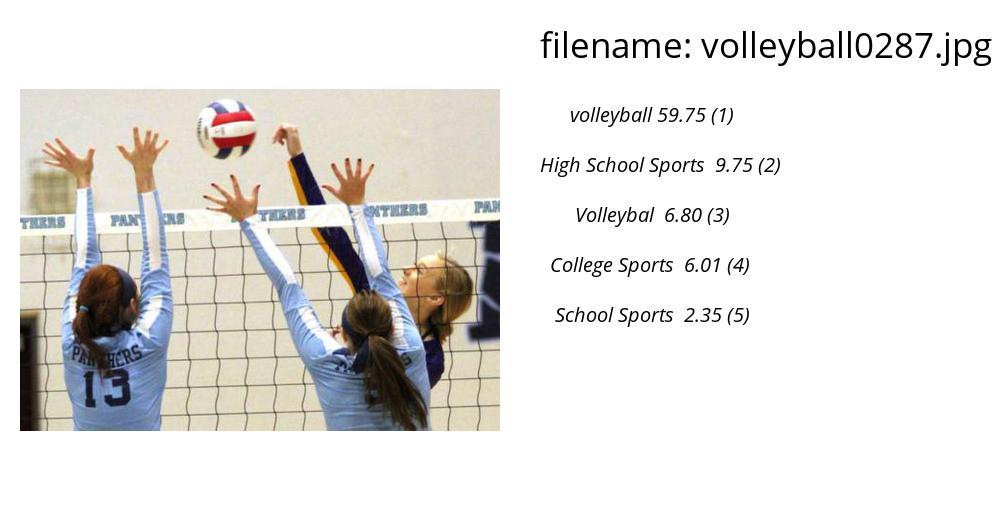 filename: volleyball0287.jpg
volleyball 59.75 (1)
High School Sports 9.75 (2)
Volleybal 6.80 (3)
College Sports 6.01 (4)
School Sports 2.35 (5)
THERS PANTHERS THERS NTHERS PAN
PANTHERS
13